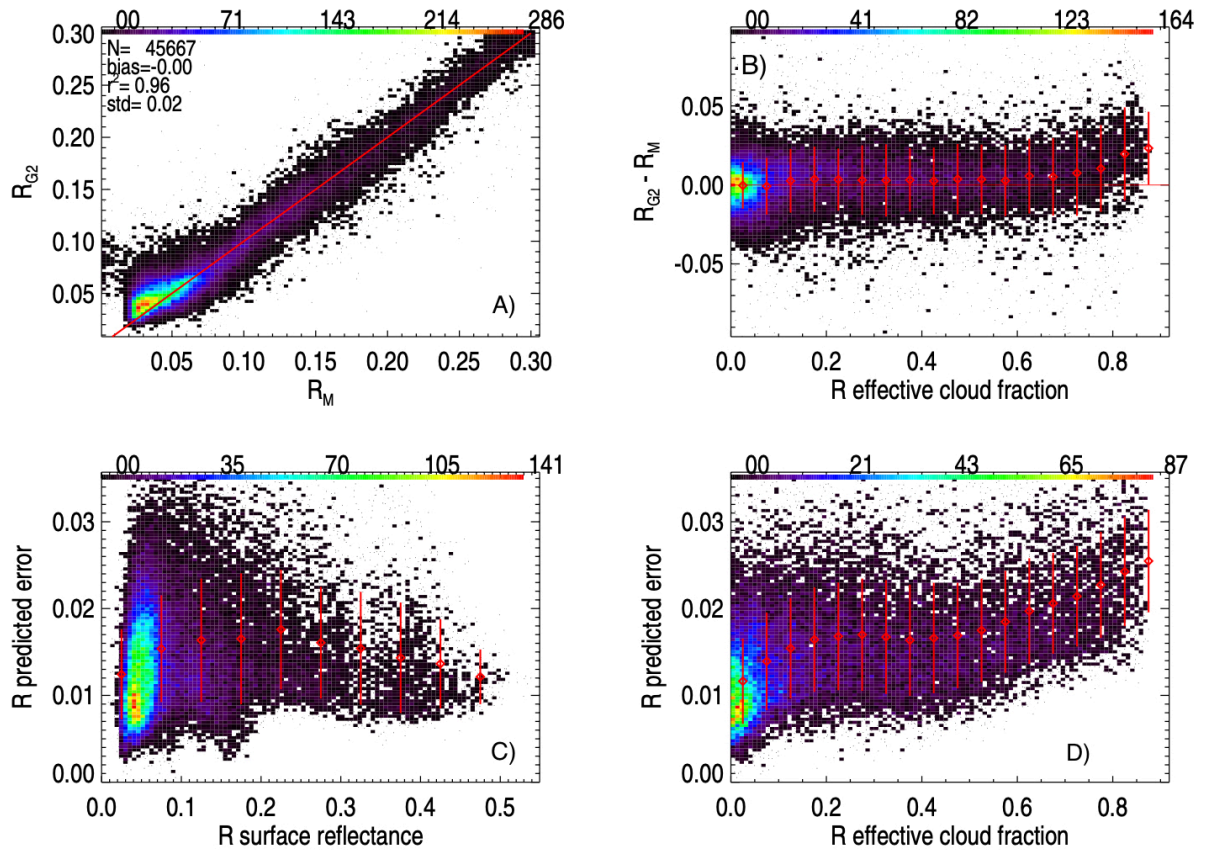 00 71 143 214 286
0.30
0.25
0.20
0.15
0.10
0.05
R_G2
N= 45667
bias=-0.00
r²= 0.96
std= 0.02
A)
0.05 0.10 0.15 0.20 0.25 0.30
R_M
00 41 82 123 164
B)
0.05
0.00
-0.05
R_G2 - R_M
0.0 0.2 0.4 0.6 0.8
R effective cloud fraction
00 35 70 105 141
0.03
0.02
0.01
0.00
R predicted error
C)
0.0 0.1 0.2 0.3 0.4 0.5
R surface reflectance
00 21 43 65 87
0.03
0.02
0.01
0.00
R predicted error
D)
0.0 0.2 0.4 0.6 0.8
R effective cloud fraction